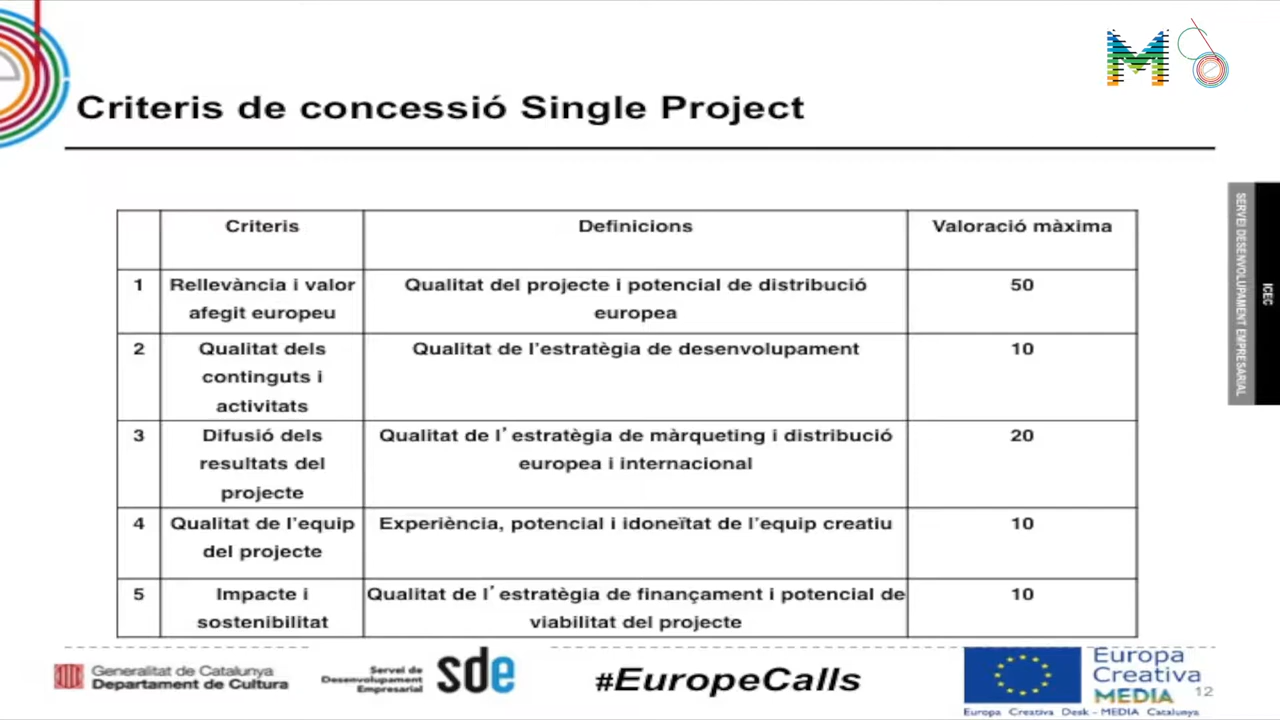 M
Criteris de concessió Single Project
Criteris Definicions Valoració màxima
1 Rellevància i valor Qualitat del projecte i potencial de distribució 50
afegit europeu europea
2 Qualitat dels Qualitat de l'estratègia de desenvolupament 10
continguts i
activitats
3 Difusió dels Qualitat de l'estratègia de màrqueting i distribució 20
resultats del europea i internacional
projecte
4 Qualitat de l'equip Experiència, potencial i idoneïtat de l'equip creatiu 10
del projecte
5 Impacte i Qualitat de l'estratègia de finançament i potencial de 10
sostenibilitat viabilitat del projecte
SERVEI DESENVOLUPAMENT EMPRESARIAL
ICEC
Generalitat de Catalunya
Departament de Cultura
Servei de
Desenvolupament
Empresarial
sde
#EuropeCalls
Europa
Creativa
MEDIA
Europa Creativa Desk - MEDIA Catalunya
12